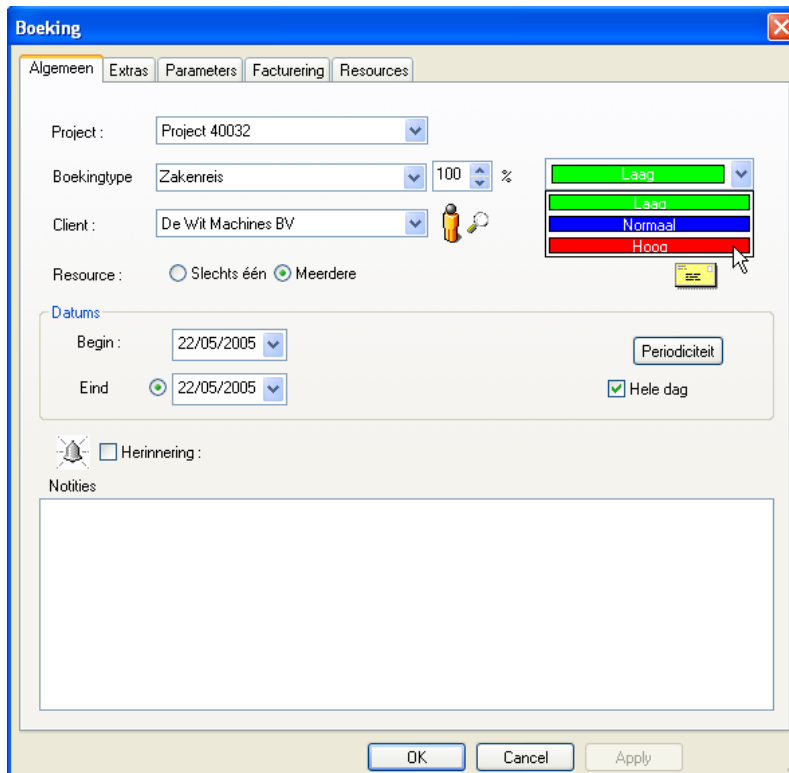 Boeking
Algemeen Extras Parameters Facturering Resources
Project : Project 40032
Boekingtype Zakenreis 100 % Laag
Laag
Normaal
Client : De Wit Machines BV
Hoog
Resource : Slechts één Meerdere
Datums
Begin : 22/05/2005
Periodiciteit
Eind 22/05/2005 Hele dag
Herinnering :
Notities
OK Cancel Apply